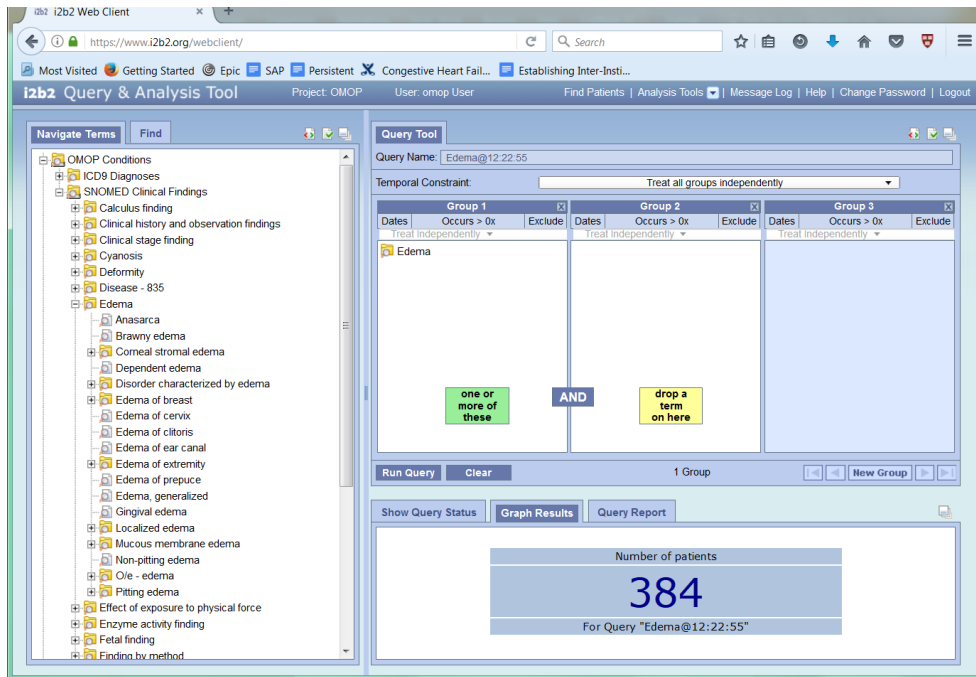 i2b2 i2b2 Web Client
https://www.i2b2.org/webclient/
Search
Most Visited Getting Started Epic SAP Persistent Congestive Heart Fail... Establishing Inter-Insti...
i2b2 Query & Analysis Tool Project: OMOP User: omop User Find Patients | Analysis Tools | Message Log | Help | Change Password | Logout
Navigate Terms Find
OMOP Conditions
ICD9 Diagnoses
SNOMED Clinical Findings
Calculus finding
Clinical history and observation findings
Clinical stage finding
Cyanosis
Deformity
Disease - 835
Edema
Anasarca
Brawny edema
Corneal stromal edema
Dependent edema
Disorder characterized by edema
Edema of breast
Edema of cervix
Edema of clitoris
Edema of ear canal
Edema of extremity
Edema of prepuce
Edema, generalized
Gingival edema
Localized edema
Mucous membrane edema
Non-pitting edema
O/e - edema
Pitting edema
Effect of exposure to physical force
Enzyme activity finding
Fetal finding
Finding by method
Query Tool
Query Name: Edema@12:22:55
Temporal Constraint: Treat all groups independently
Group 1 Group 2 Group 3
Dates Occurs > 0x Exclude Dates Occurs > 0x Exclude Dates Occurs > 0x Exclude
Treat Independently Treat Independently Treat Independently
Edema
one or
more of
these
AND
drop a
term
on here
Run Query Clear 1 Group New Group
Show Query Status Graph Results Query Report
Number of patients
384
For Query "Edema@12:22:55"